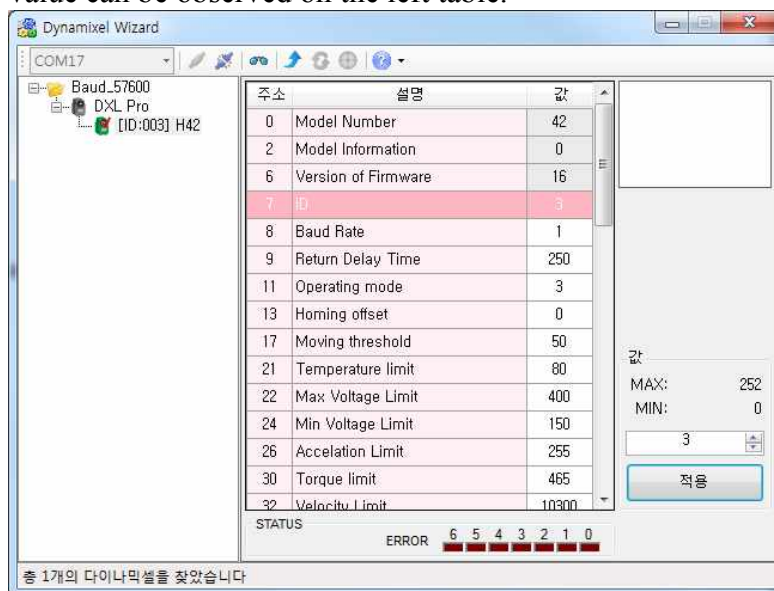 value can be observed on the left table.
Dynamixel Wizard
COM17
Baud_57600
DXL Pro
[ID:003] H42
주소 설명 값
0 Model Number 42
2 Model Information 0
6 Version of Firmware 16
7 ID 3
8 Baud Rate 1
9 Return Delay Time 250
11 Operating mode 3
13 Homing offset 0
17 Moving threshold 50
21 Temperature limit 80
22 Max Voltage Limit 400
24 Min Voltage Limit 150
26 Accelation Limit 255
30 Torque limit 465
32 Velocity Limit 10300
값
MAX: 252
MIN: 0
3
적용
STATUS
ERROR 6 5 4 3 2 1 0
총 1개의 다이나믹셀을 찾았습니다